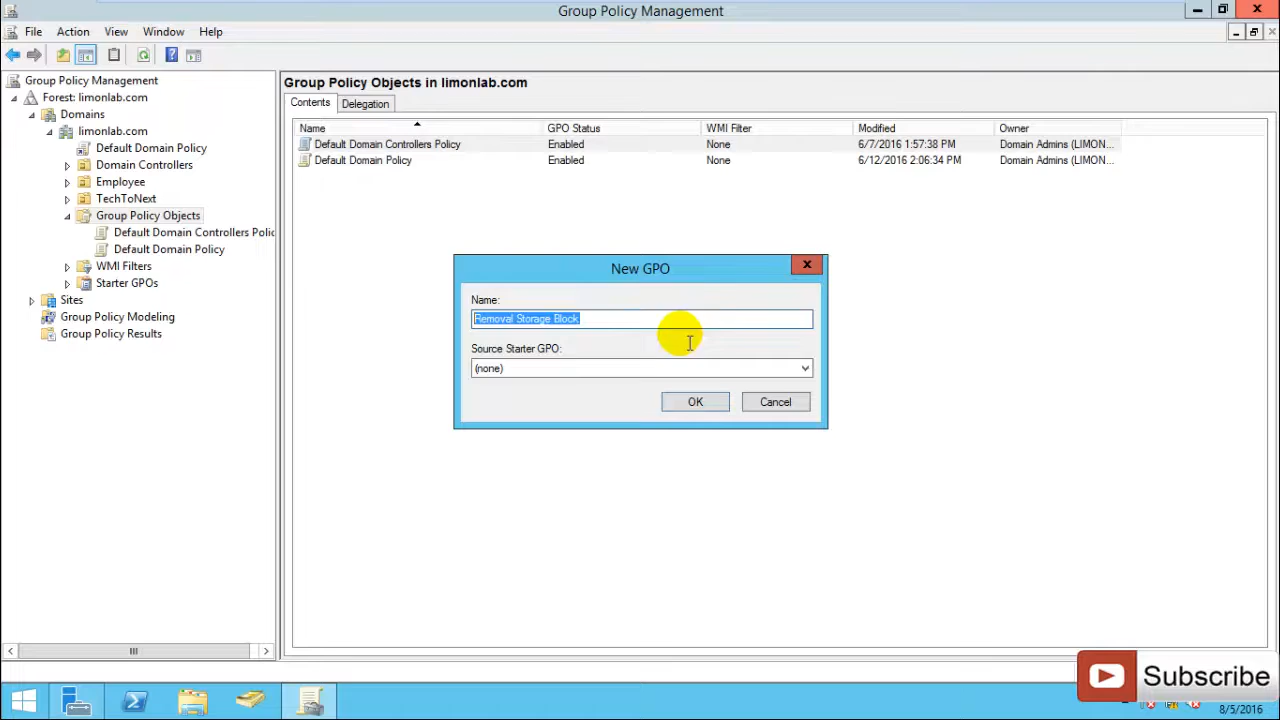 Group Policy Management
File Action View Window Help
Group Policy Management
Forest: limonlab.com
Domains
limonlab.com
Default Domain Policy
Domain Controllers
Employee
TechToNext
Group Policy Objects
Default Domain Controllers Polic
Default Domain Policy
WMI Filters
Starter GPOs
Sites
Group Policy Modeling
Group Policy Results
Group Policy Objects in limonlab.com
Contents Delegation
Name GPO Status WMI Filter Modified Owner
Default Domain Controllers Policy Enabled None 6/7/2016 1:57:38 PM Domain Admins (LIMON...
Default Domain Policy Enabled None 6/12/2016 2:06:34 PM Domain Admins (LIMON...
New GPO
Name:
Removal Storage Block
Source Starter GPO:
(none)
OK Cancel
Subscribe
8/5/2016